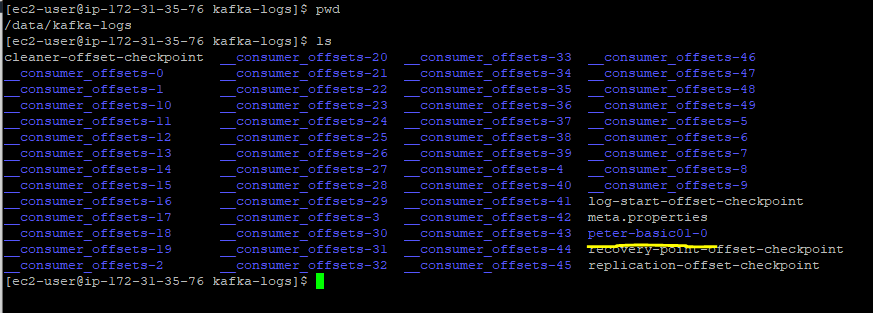 [ec2-user@ip-172-31-35-76 kafka-logs]$ pwd
/data/kafka-logs
[ec2-user@ip-172-31-35-76 kafka-logs]$ ls
cleaner-offset-checkpoint __consumer_offsets-20 __consumer_offsets-33 __consumer_offsets-46
__consumer_offsets-0 __consumer_offsets-21 __consumer_offsets-34 __consumer_offsets-47
__consumer_offsets-1 __consumer_offsets-22 __consumer_offsets-35 __consumer_offsets-48
__consumer_offsets-10 __consumer_offsets-23 __consumer_offsets-36 __consumer_offsets-49
__consumer_offsets-11 __consumer_offsets-24 __consumer_offsets-37 __consumer_offsets-5
__consumer_offsets-12 __consumer_offsets-25 __consumer_offsets-38 __consumer_offsets-6
__consumer_offsets-13 __consumer_offsets-26 __consumer_offsets-39 __consumer_offsets-7
__consumer_offsets-14 __consumer_offsets-27 __consumer_offsets-4 __consumer_offsets-8
__consumer_offsets-15 __consumer_offsets-28 __consumer_offsets-40 __consumer_offsets-9
__consumer_offsets-16 __consumer_offsets-29 __consumer_offsets-41 log-start-offset-checkpoint
__consumer_offsets-17 __consumer_offsets-3 __consumer_offsets-42 meta.properties
__consumer_offsets-18 __consumer_offsets-30 __consumer_offsets-43 peter-basic01-0
__consumer_offsets-19 __consumer_offsets-31 __consumer_offsets-44 recovery-point-offset-checkpoint
__consumer_offsets-2 __consumer_offsets-32 __consumer_offsets-45 replication-offset-checkpoint
[ec2-user@ip-172-31-35-76 kafka-logs]$